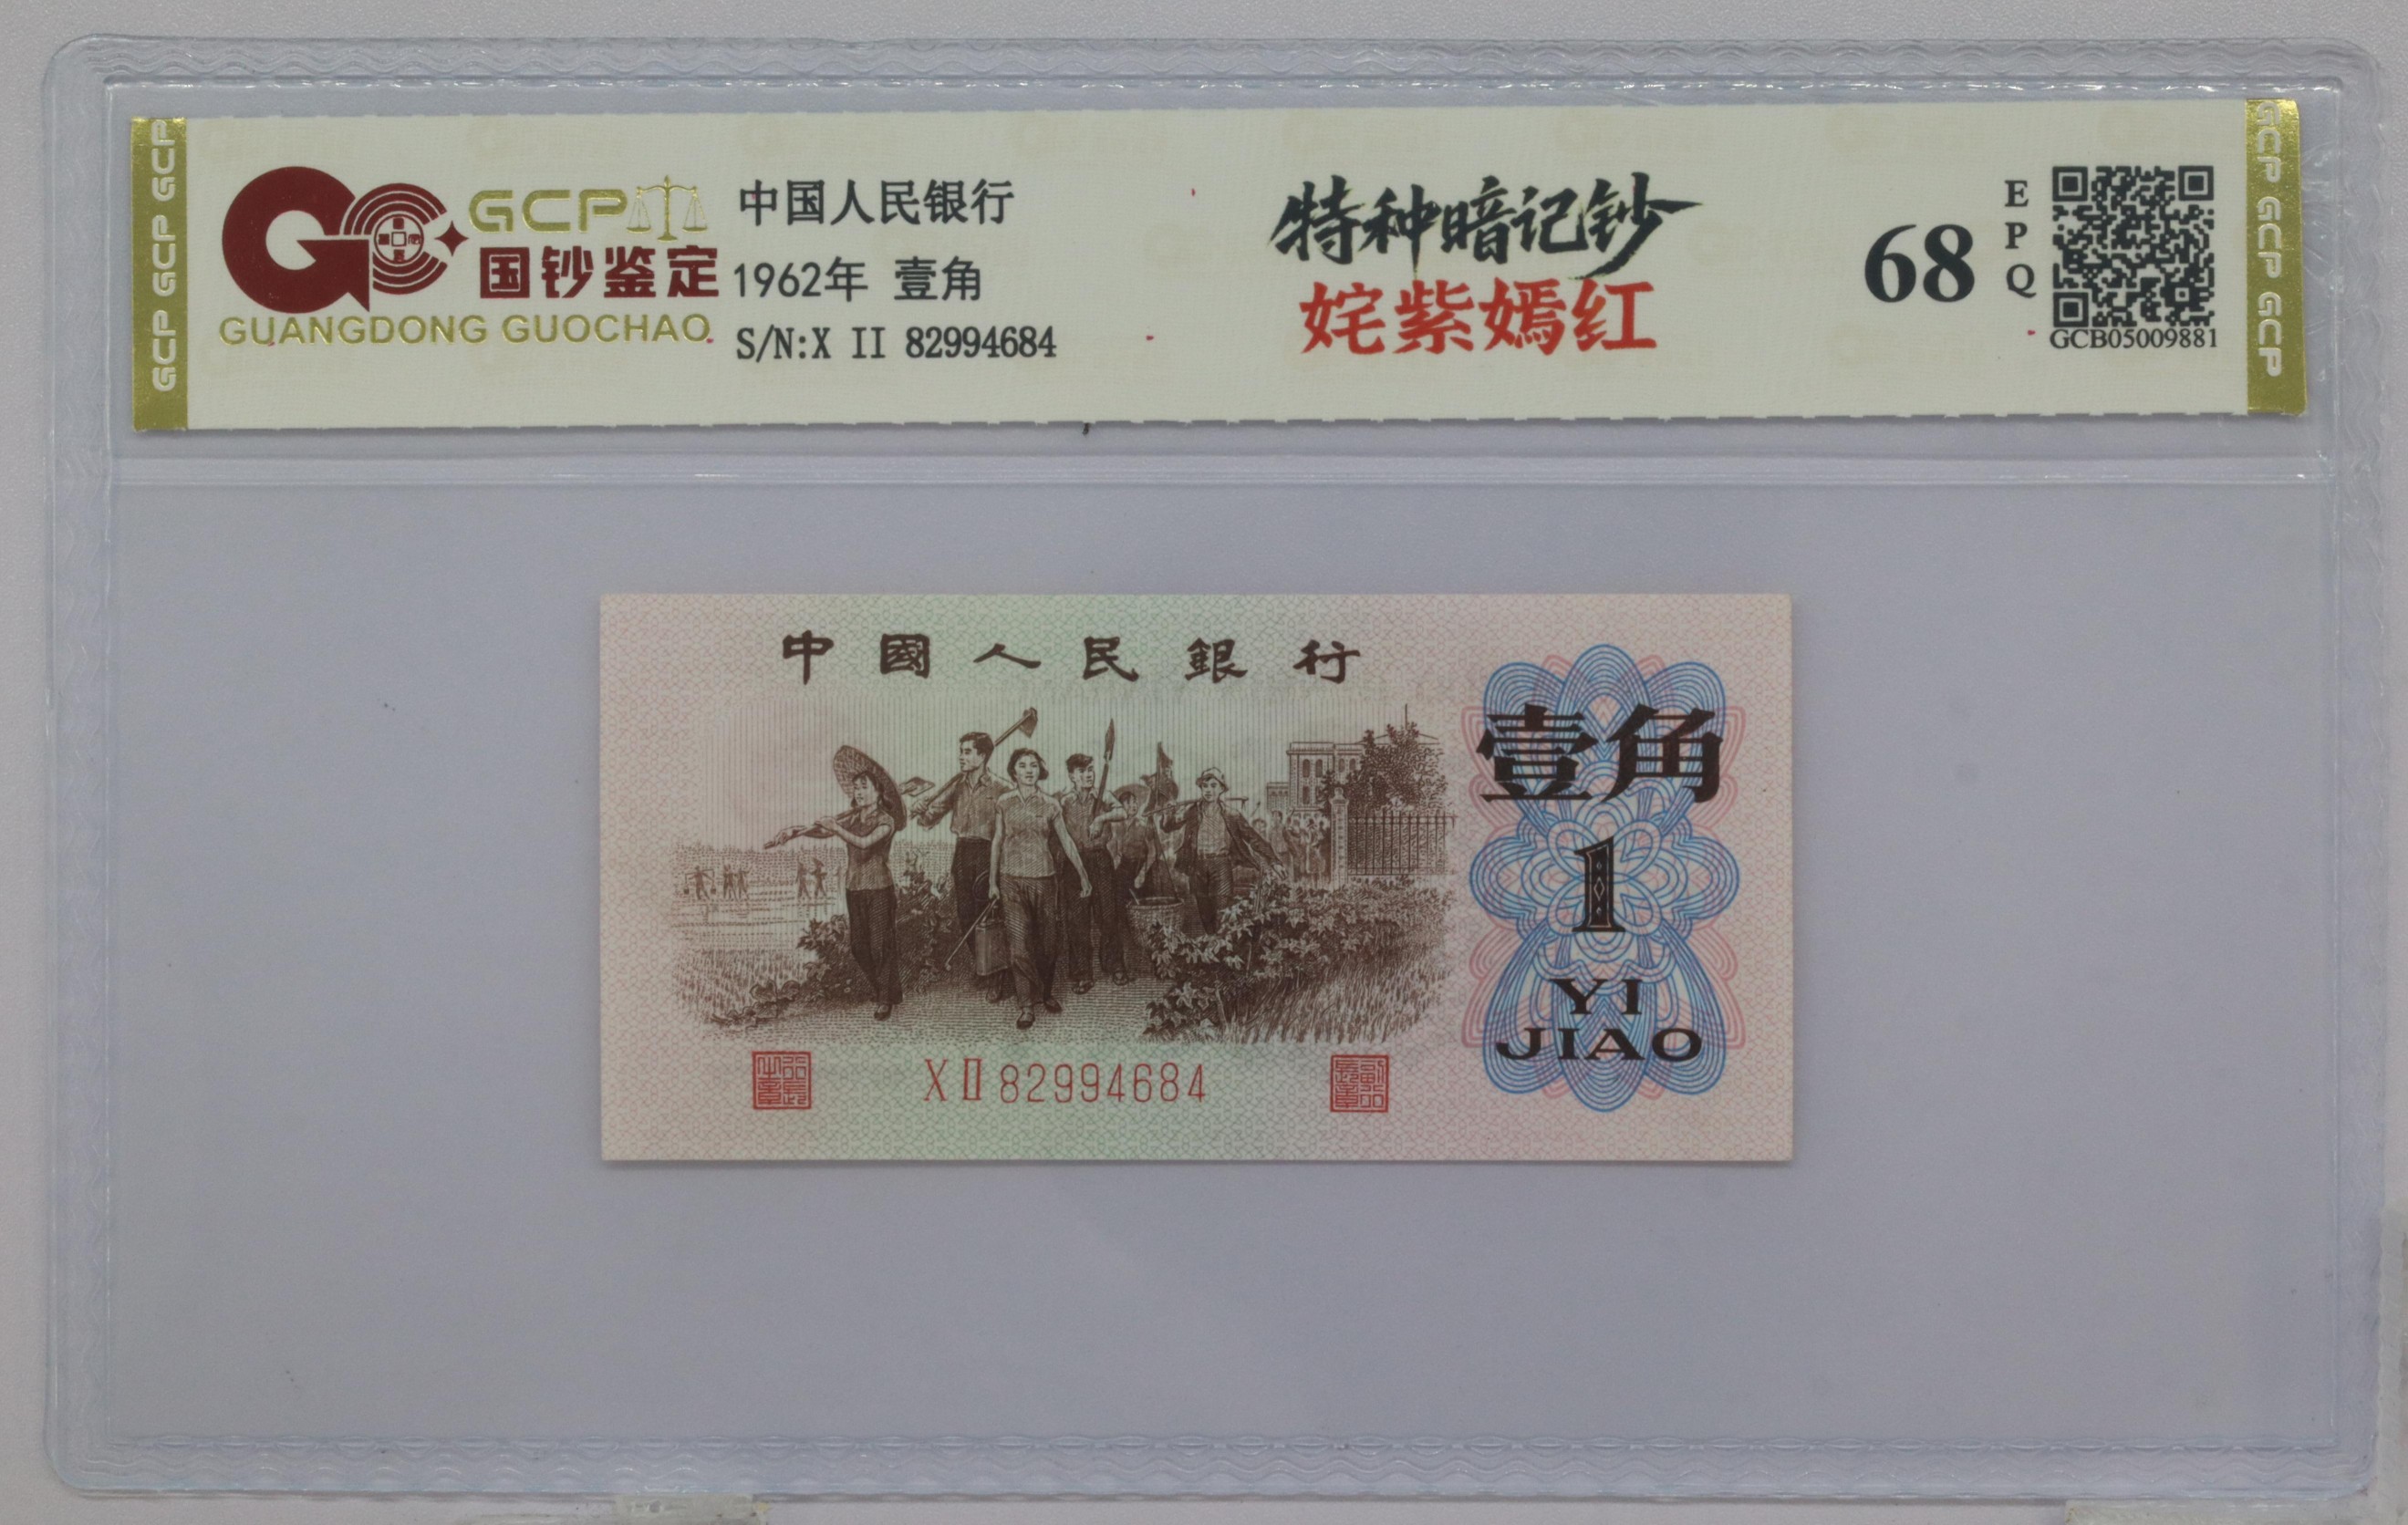 GCP GCP GCP
GCP
国钞鉴定
GUANGDONG GUOCHAO
中国人民银行
1962年 壹角
S/N:X II 82994684
特种暗记钞
姹紫嫣红
68
EPQ
GCB05009881
GCP GCP GCP
中國人民銀行
壹角
1
YI
JIAO
X II 82994684